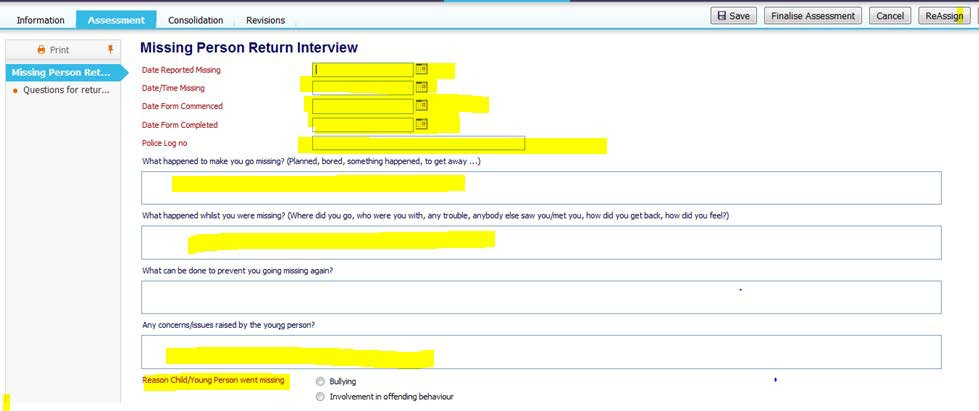 Information Assessment Consolidation Revisions Save Finalise Assessment Cancel ReAssign
Print
Missing Person Ret...
Questions for retur...
Missing Person Return Interview
Date Reported Missing
Date/Time Missing
Date Form Commenced
Date Form Completed
Police Log no
What happened to make you go missing? (Planned, bored, something happened, to get away ...)
What happened whilst you were missing? (Where did you go, who were you with, any trouble, anybody else saw you/met you, how did you get back, how did you feel?)
What can be done to prevent you going missing again?
Any concerns/issues raised by the young person?
Reason Child/Young Person went missing Bullying
Involvement in offending behaviour